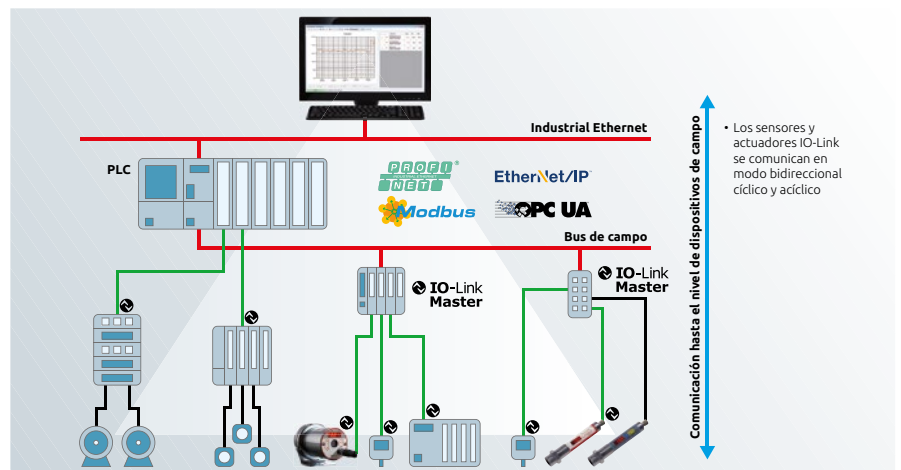 Industrial Ethernet
PLC
PROFI
NET
®
EtherNet/IP™
Modbus
OPC UA
Bus de campo
IO-Link
Master
IO-Link
Master
Comunicación hasta el nivel de dispositivos de campo
• Los sensores y
actuadores IO-Link
se comunican en
modo bidireccional
cíclico y acíclico